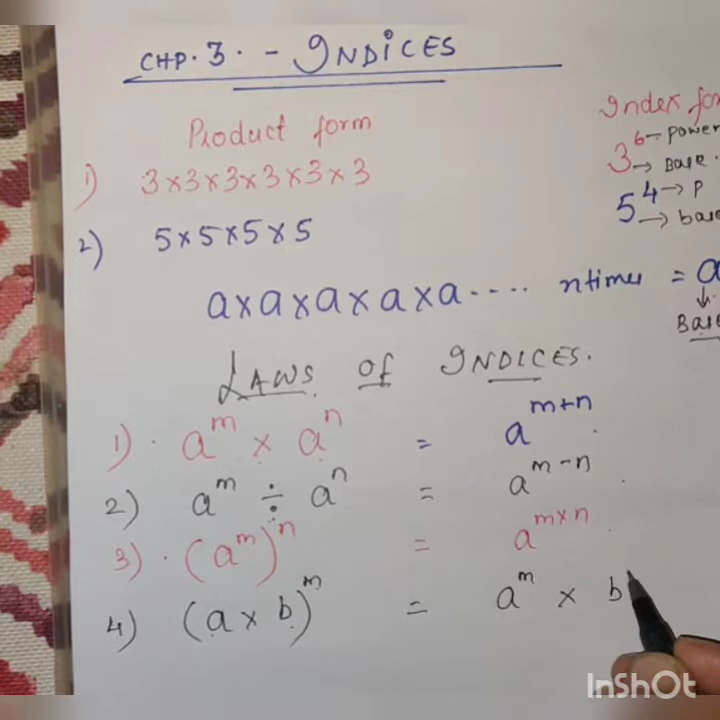 CHP. 3. - INDICES
Product form Index for
1) 3×3×3×3×3×3 3⁶ → power → Base.
2) 5×5×5×5 5⁴ → P → base
a×a×a×a×a.... n times = a
↓
Base
LAWS of INDICES.
1). aᵐ × aⁿ = aᵐ⁺ⁿ.
2) aᵐ ÷ aⁿ = aᵐ⁻ⁿ.
3). (aᵐ)ⁿ = aᵐˣⁿ.
4) (a × b)ᵐ = aᵐ × b
InShOt